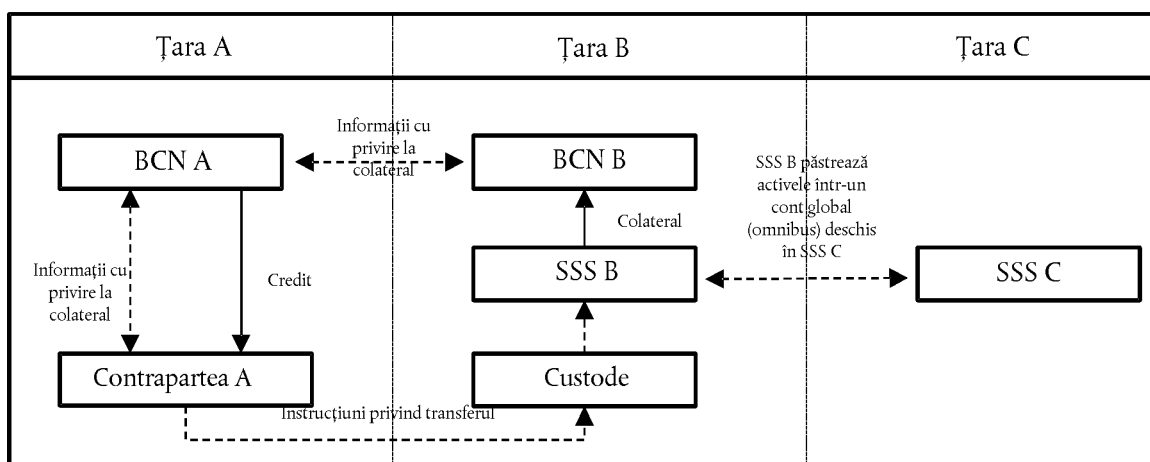 Țara A
Țara B
Țara C
BCN A
Informații cu
privire la
colateral
BCN B
SSS B păstrează
activele într-un
cont global
(omnibus) deschis
în SSS C
Colateral
Informații cu
privire la
colateral
Credit
SSS B
SSS C
Contrapartea A
Custode
Instrucțiuni privind transferul